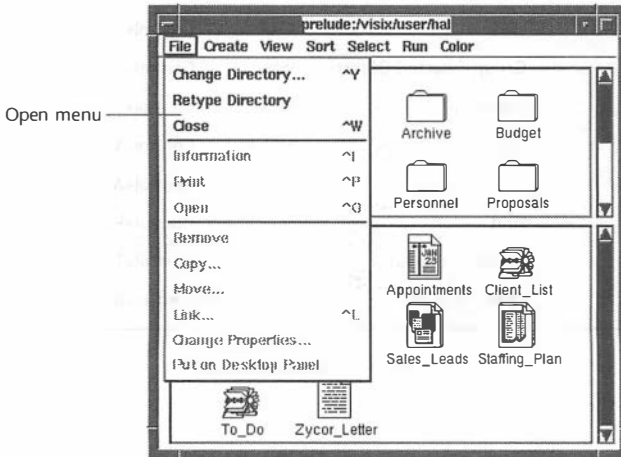 prelude:/visix/user/hal
File Create View Sort Select Run Color
Change Directory... ^Y
Retype Directory
Close ^W
Information ^I
Print ^P
Open ^O
Remove
Copy...
Move...
Link... ^L
Change Properties...
Put on Desktop Panel
Open menu
Archive Budget
Personnel Proposals
Appointments Client_List
Sales_Leads Staffing_Plan
To_Do Zycor_Letter